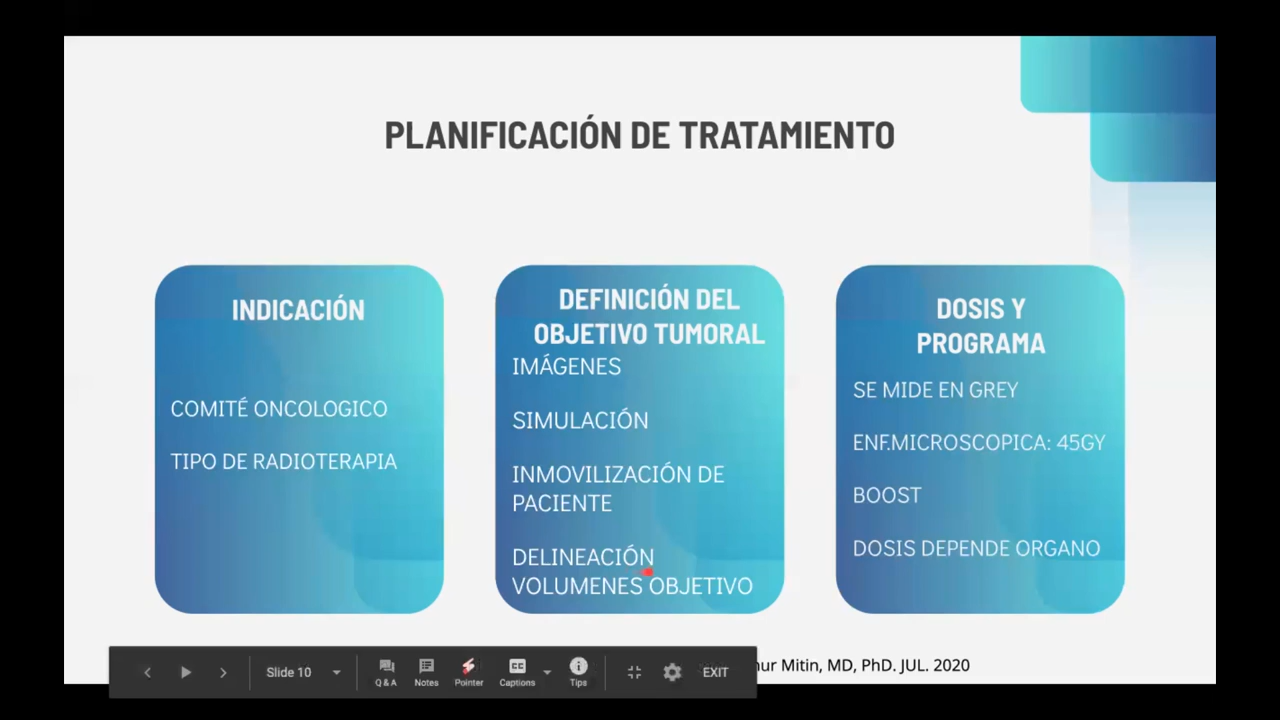 PLANIFICACIÓN DE TRATAMIENTO
INDICACIÓN
COMITÉ ONCOLOGICO
TIPO DE RADIOTERAPIA
DEFINICIÓN DEL
OBJETIVO TUMORAL
IMÁGENES
SIMULACIÓN
INMOVILIZACIÓN DE
PACIENTE
DELINEACIÓN
VOLUMENES OBJETIVO
DOSIS Y
PROGRAMA
SE MIDE EN GREY
ENF.MICROSCOPICA: 45GY
BOOST
DOSIS DEPENDE ORGANO
Mitin, MD, PhD. JUL. 2020
Slide 10
Q & A
Notes
Pointer
CC
Captions
Tips
EXIT